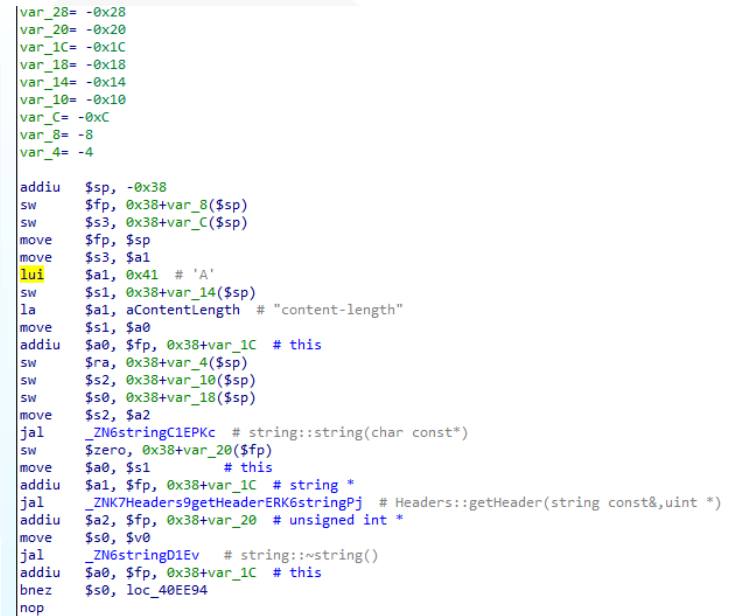 var_28= -0x28
var_20= -0x20
var_1C= -0x1C
var_18= -0x18
var_14= -0x14
var_10= -0x10
var_C= -0xC
var_8= -8
var_4= -4
addiu $sp, -0x38
sw $fp, 0x38+var_8($sp)
sw $s3, 0x38+var_C($sp)
move $fp, $sp
move $s3, $a1
lui $a1, 0x41 # 'A'
sw $s1, 0x38+var_14($sp)
la $a1, aContentLength # "content-length"
move $s1, $a0
addiu $a0, $fp, 0x38+var_1C # this
sw $ra, 0x38+var_4($sp)
sw $s2, 0x38+var_10($sp)
sw $s0, 0x38+var_18($sp)
move $s2, $a2
jal _ZN6stringC1EPKc # string::string(char const*)
sw $zero, 0x38+var_20($fp)
move $a0, $s1 # this
addiu $a1, $fp, 0x38+var_1C # string *
jal _ZNK7Headers9getHeaderERK6stringPj # Headers::getHeader(string const&,uint *)
addiu $a2, $fp, 0x38+var_20 # unsigned int *
move $s0, $v0
jal _ZN6stringD1Ev # string::~string()
addiu $a0, $fp, 0x38+var_1C # this
bnez $s0, loc_40EE94
nop